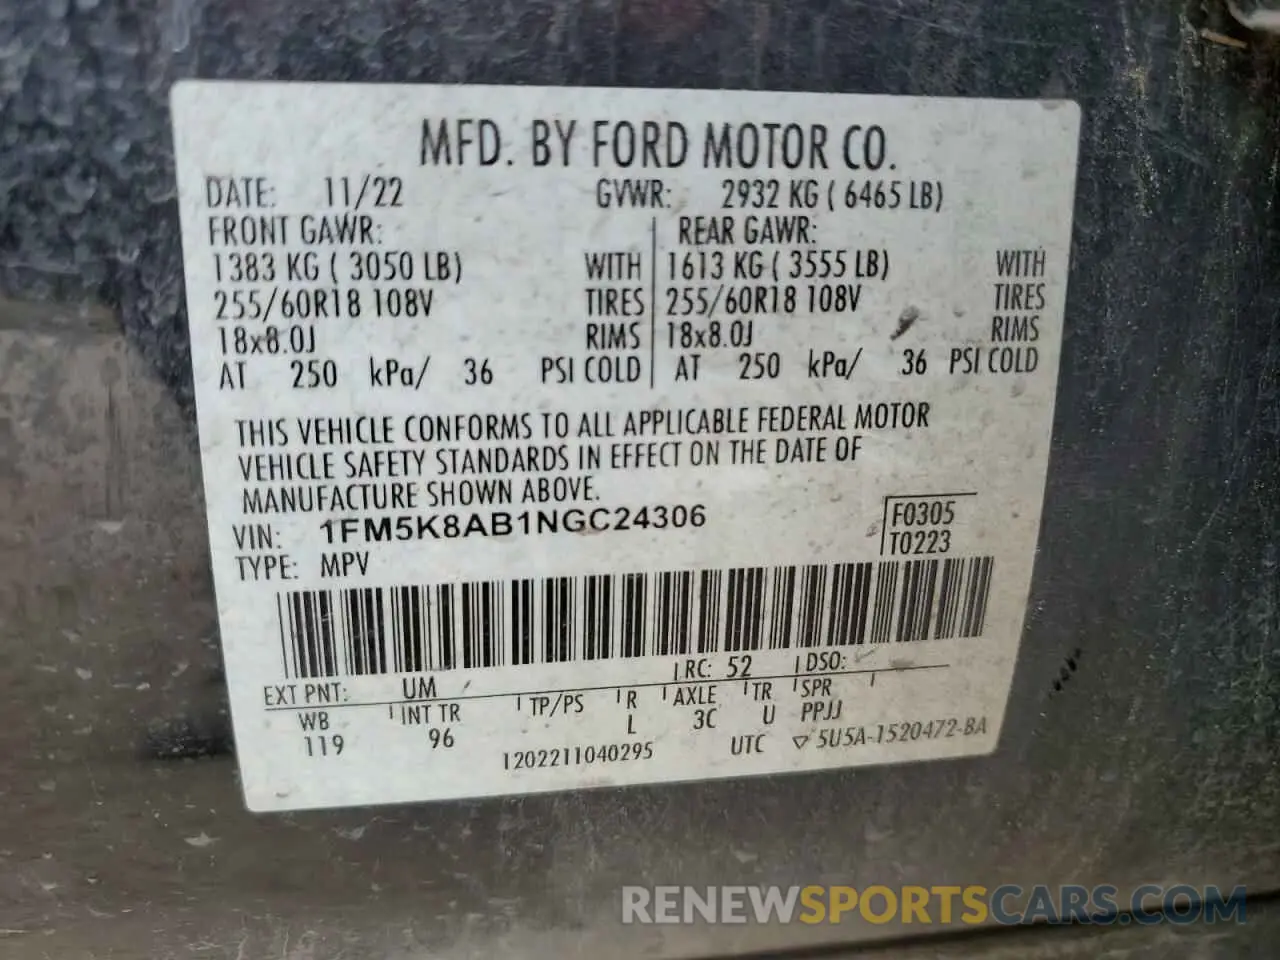 MFD. BY FORD MOTOR CO.
DATE: 11/22 GVWR: 2932 KG ( 6465 LB)
FRONT GAWR: REAR GAWR:
1383 KG ( 3050 LB) WITH 1613 KG ( 3555 LB) WITH
255/60R18 108V TIRES 255/60R18 108V TIRES
18x8.0J RIMS 18x8.0J RIMS
AT 250 kPa/ 36 PSI COLD AT 250 kPa/ 36 PSI COLD
THIS VEHICLE CONFORMS TO ALL APPLICABLE FEDERAL MOTOR
VEHICLE SAFETY STANDARDS IN EFFECT ON THE DATE OF
MANUFACTURE SHOWN ABOVE.
VIN: 1FM5K8AB1NGC24306 F0305
TYPE: MPV T0223
EXT PNT: UM RC: 52 DSO:
WB INT TR TP/PS R AXLE TR SPR
119 96 L 3C U PPJJ
1202211040295 UTC ▽ 5U5A-1520472-BA
RENEWSPORTSCARS.COM